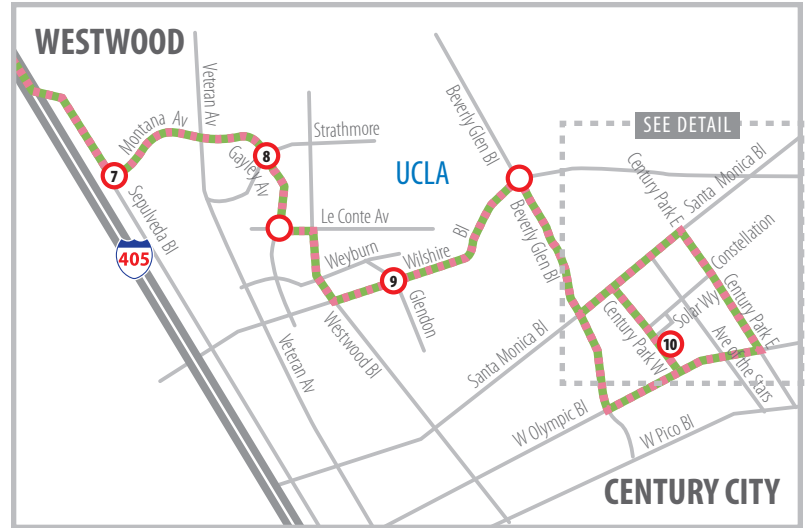 WESTWOOD
Veteran Av
Beverly Glen Bl
Montana Av
8
Strathmore
SEE DETAIL
7
Gayley Av
UCLA
Century Park E
Santa Monica Bl
Sepulveda Bl
Le Conte Av
Beverly Glen Bl
405
Weyburn
Wilshire Bl
Constellation
9
Glendon
Solar Wy
Century Park E
10
Century Park W
Ave of the Stars
Veteran Av
Westwood Bl
Santa Monica Bl
W Olympic Bl
W Pico Bl
CENTURY CITY